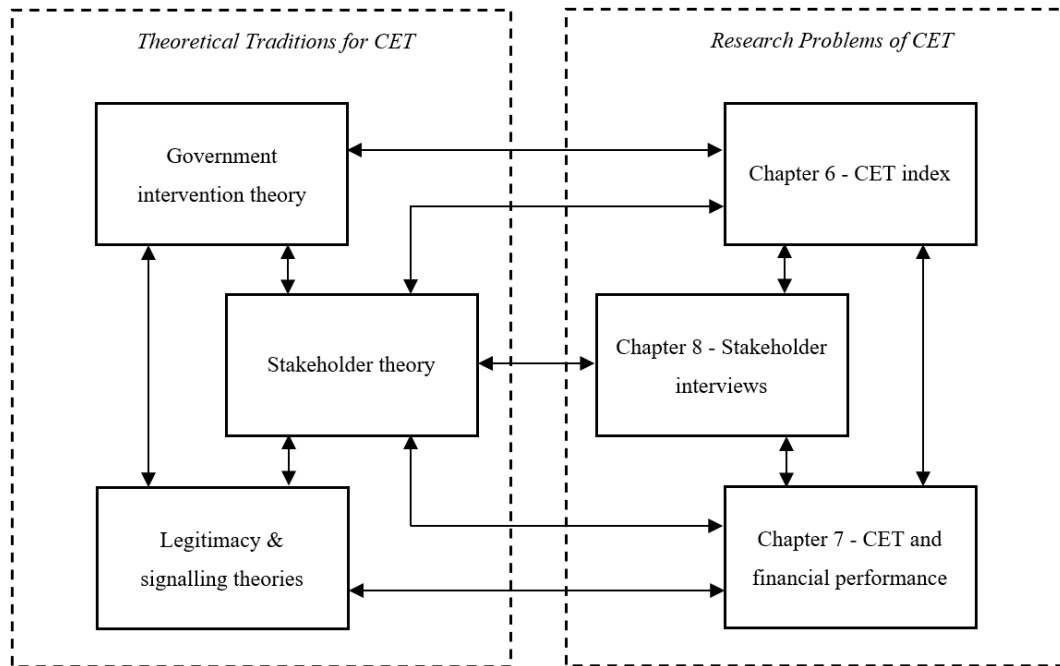 Theoretical Traditions for CET
Research Problems of CET
Government
intervention theory
Chapter 6 - CET index
Stakeholder theory
Chapter 8 - Stakeholder
interviews
Legitimacy &
signalling theories
Chapter 7 - CET and
financial performance